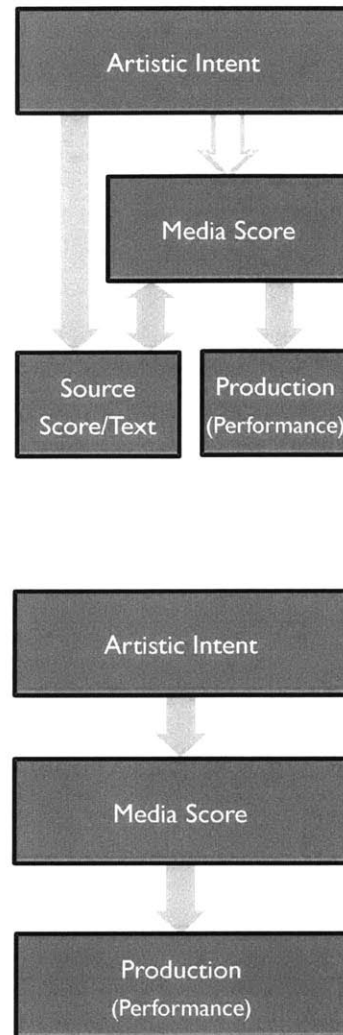 Artistic Intent
Media Score
Source
Score/Text
Production
(Performance)
Artistic Intent
Media Score
Production
(Performance)